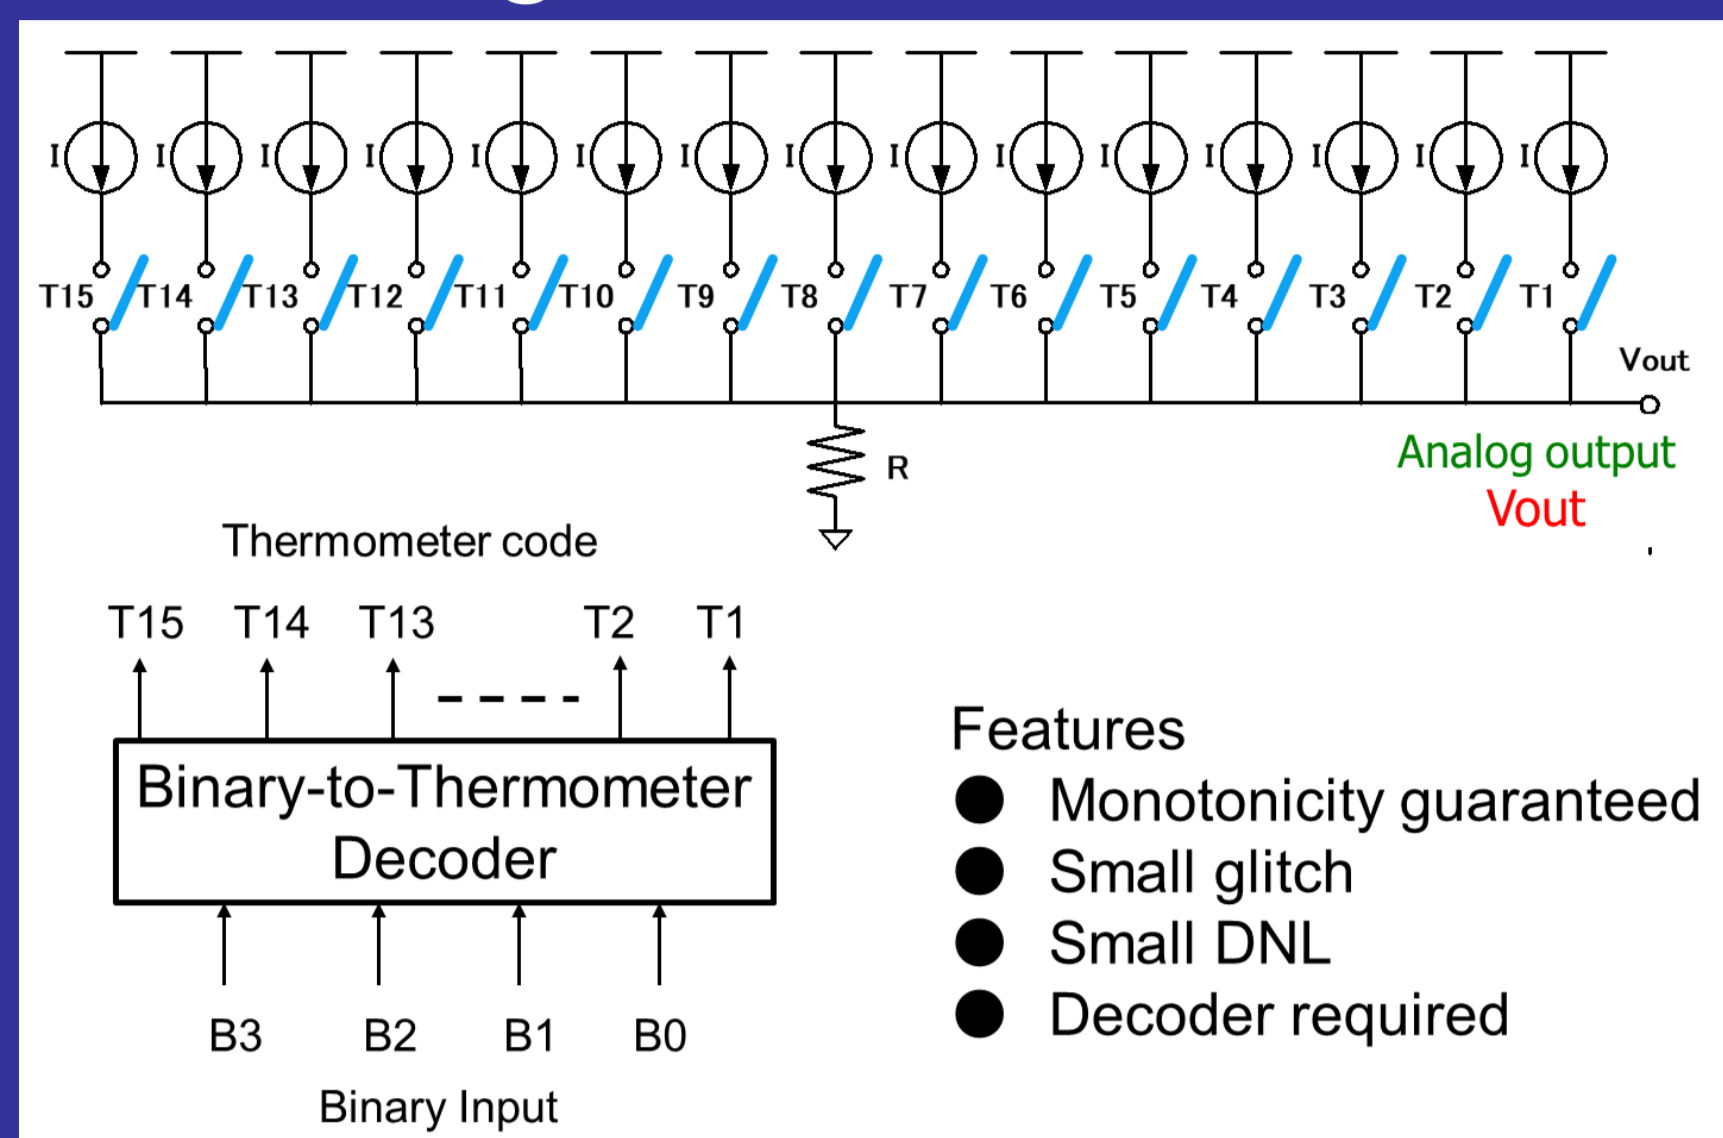 I I I I I I I I I I I I I I I
T15 T14 T13 T12 T11 T10 T9 T8 T7 T6 T5 T4 T3 T2 T1
Vout
R
Analog output
Vout
Thermometer code
T15 T14 T13 T2 T1
Binary-to-Thermometer
Decoder
B3 B2 B1 B0
Binary Input
Features
● Monotonicity guaranteed
● Small glitch
● Small DNL
● Decoder required